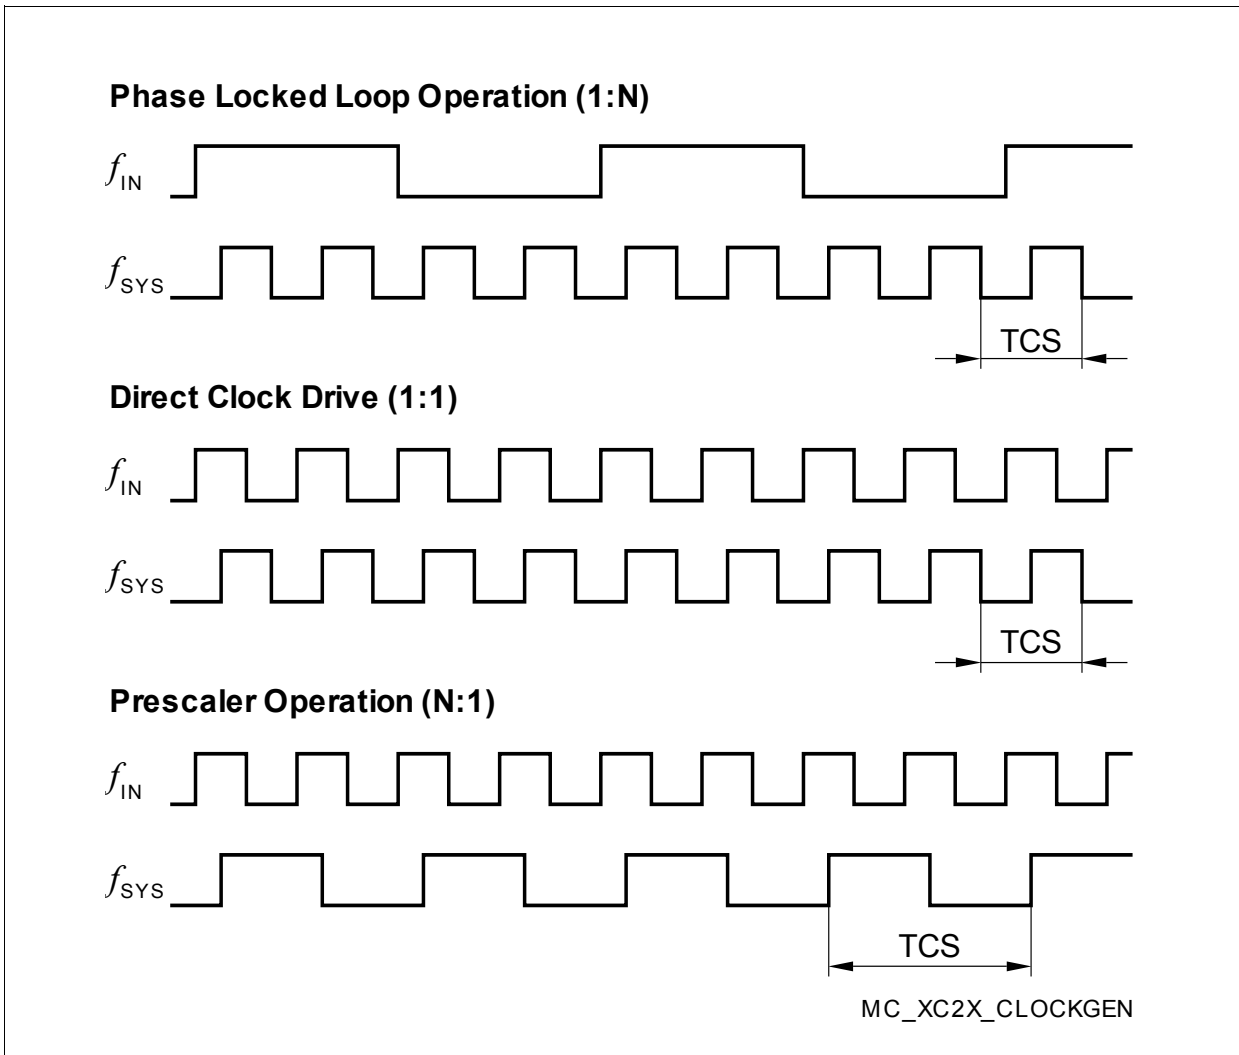 Phase Locked Loop Operation (1:N)
fIN
fSYS
TCS
Direct Clock Drive (1:1)
fIN
fSYS
TCS
Prescaler Operation (N:1)
fIN
fSYS
TCS
MC_XC2X_CLOCKGEN